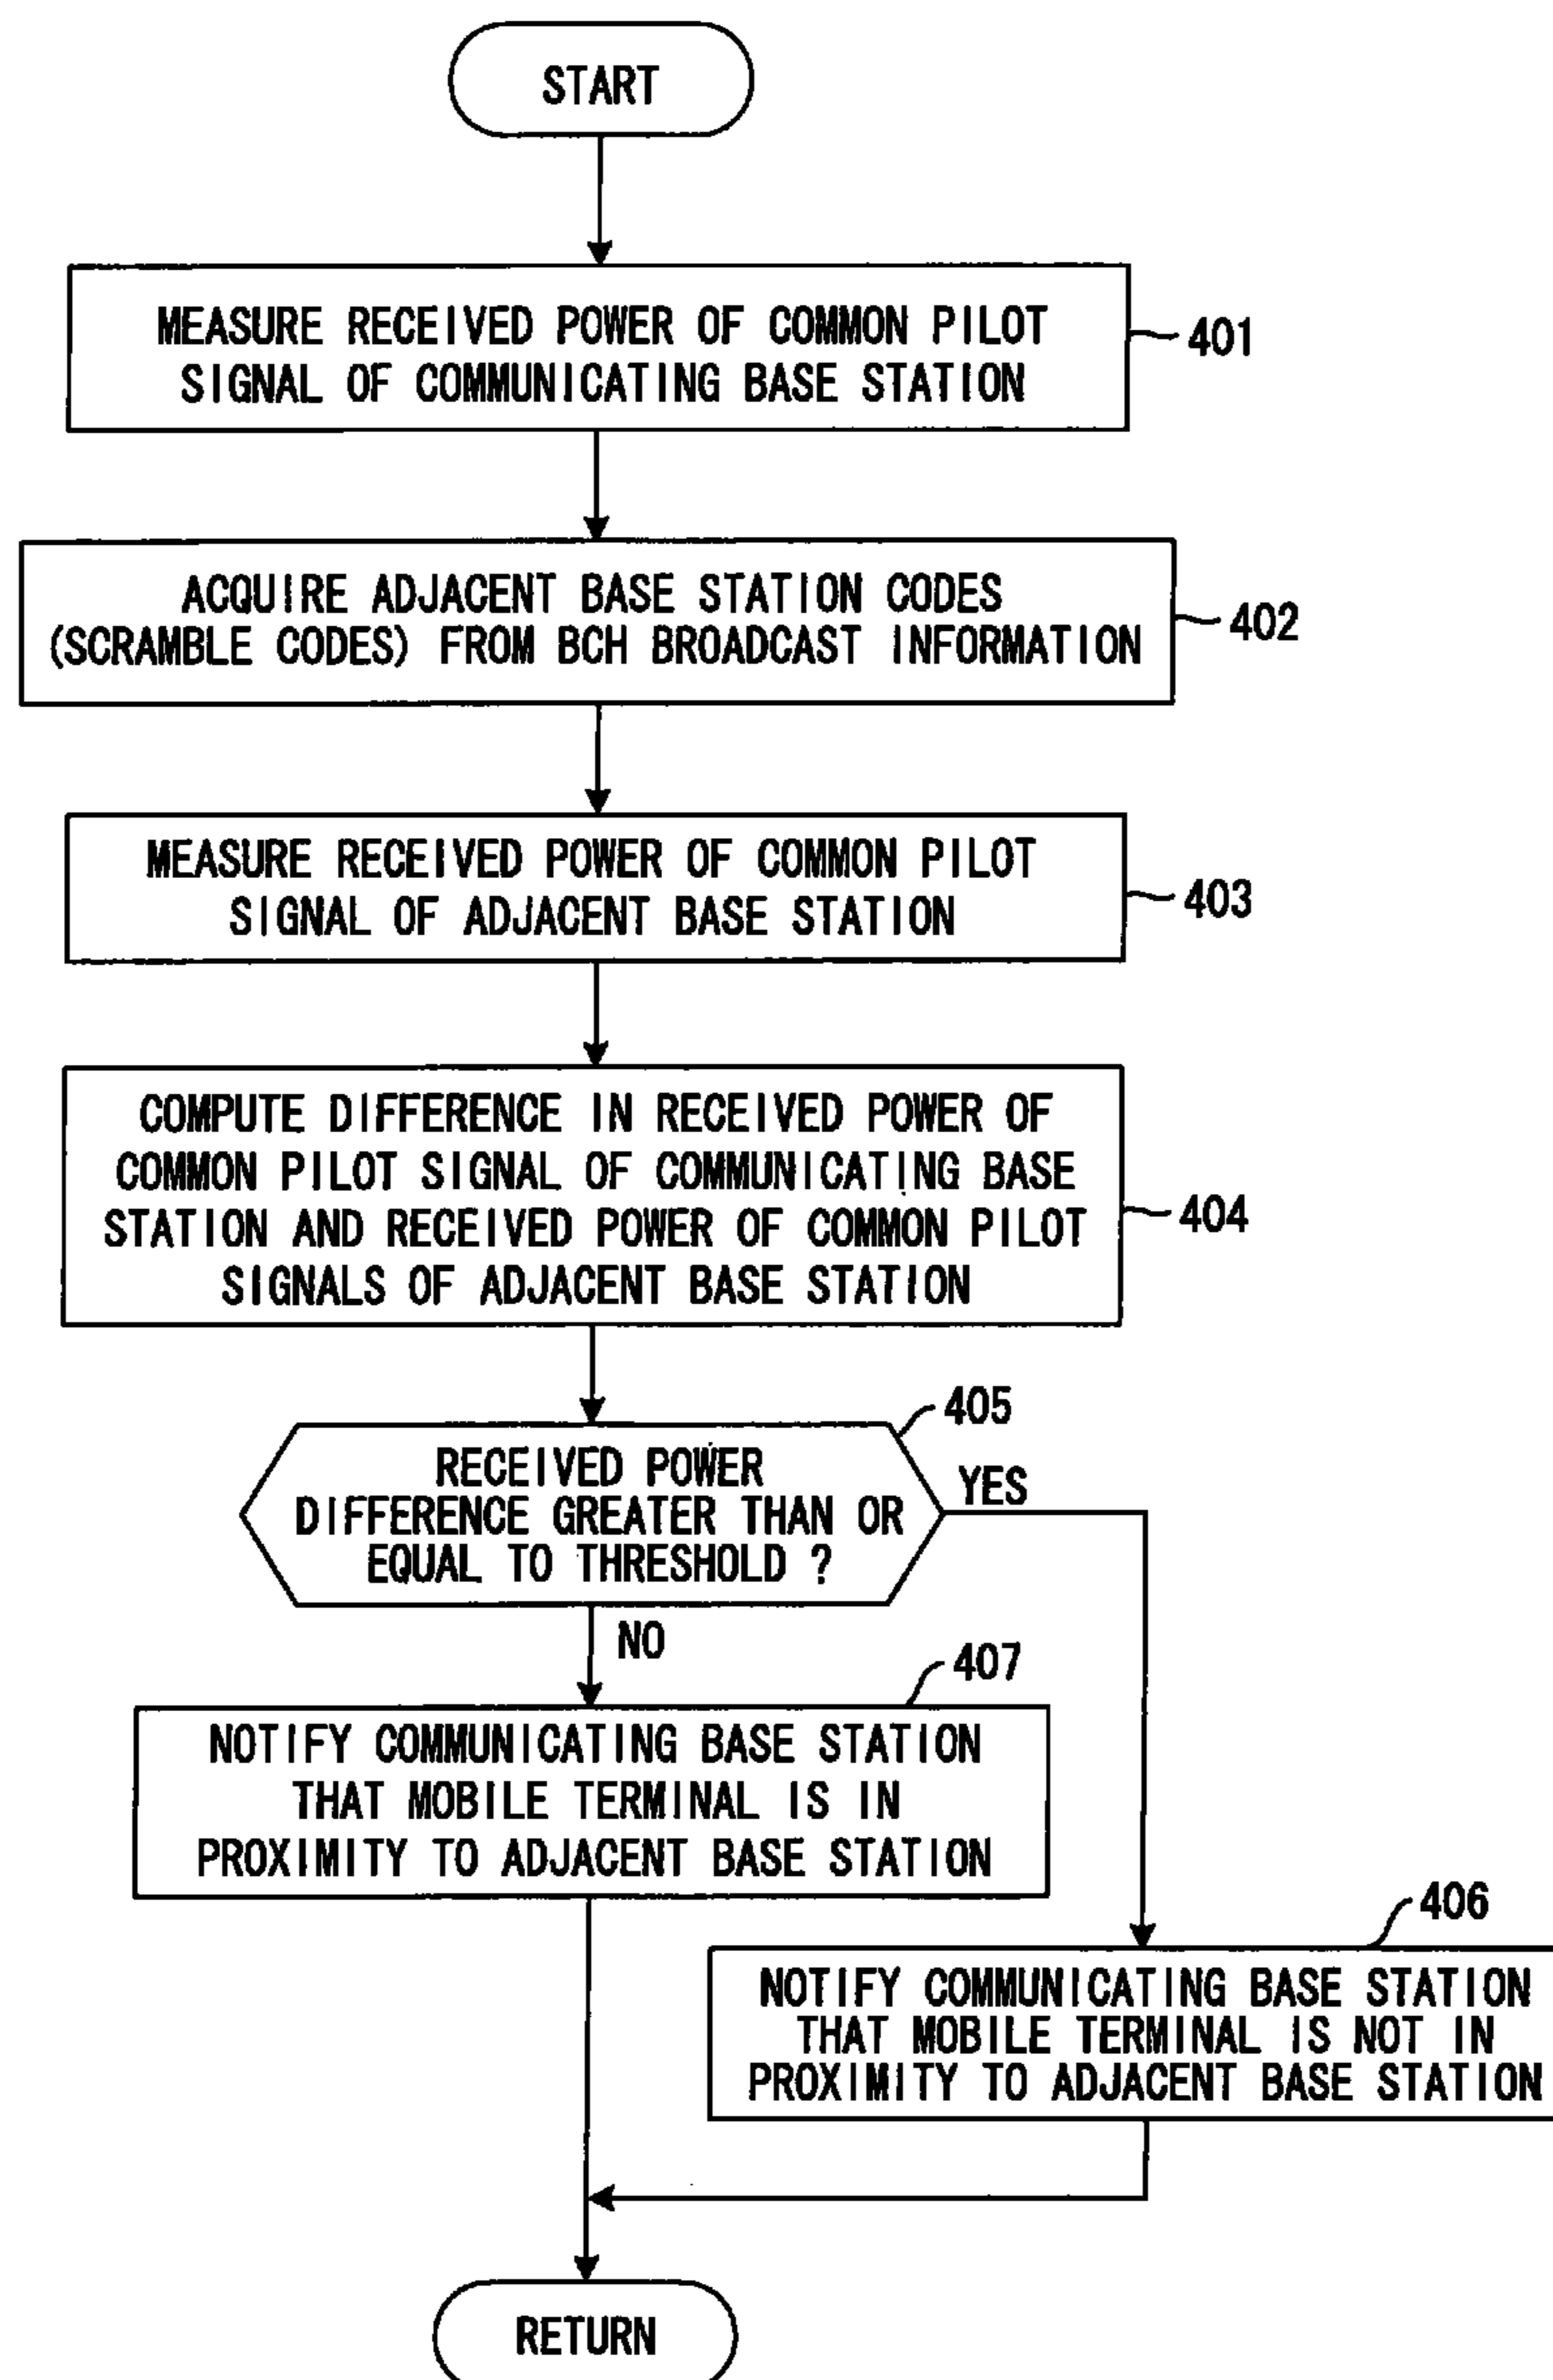 START
MEASURE RECEIVED POWER OF COMMON PILOT
SIGNAL OF COMMUNICATING BASE STATION
401
ACQUIRE ADJACENT BASE STATION CODES
(SCRAMBLE CODES) FROM BCH BROADCAST INFORMATION
402
MEASURE RECEIVED POWER OF COMMON PILOT
SIGNAL OF ADJACENT BASE STATION
403
COMPUTE DIFFERENCE IN RECEIVED POWER OF
COMMON PILOT SIGNAL OF COMMUNICATING BASE
STATION AND RECEIVED POWER OF COMMON PILOT
SIGNALS OF ADJACENT BASE STATION
404
405
RECEIVED POWER
DIFFERENCE GREATER THAN OR
EQUAL TO THRESHOLD ?
YES
NO
407
NOTIFY COMMUNICATING BASE STATION
THAT MOBILE TERMINAL IS IN
PROXIMITY TO ADJACENT BASE STATION
406
NOTIFY COMMUNICATING BASE STATION
THAT MOBILE TERMINAL IS NOT IN
PROXIMITY TO ADJACENT BASE STATION
RETURN